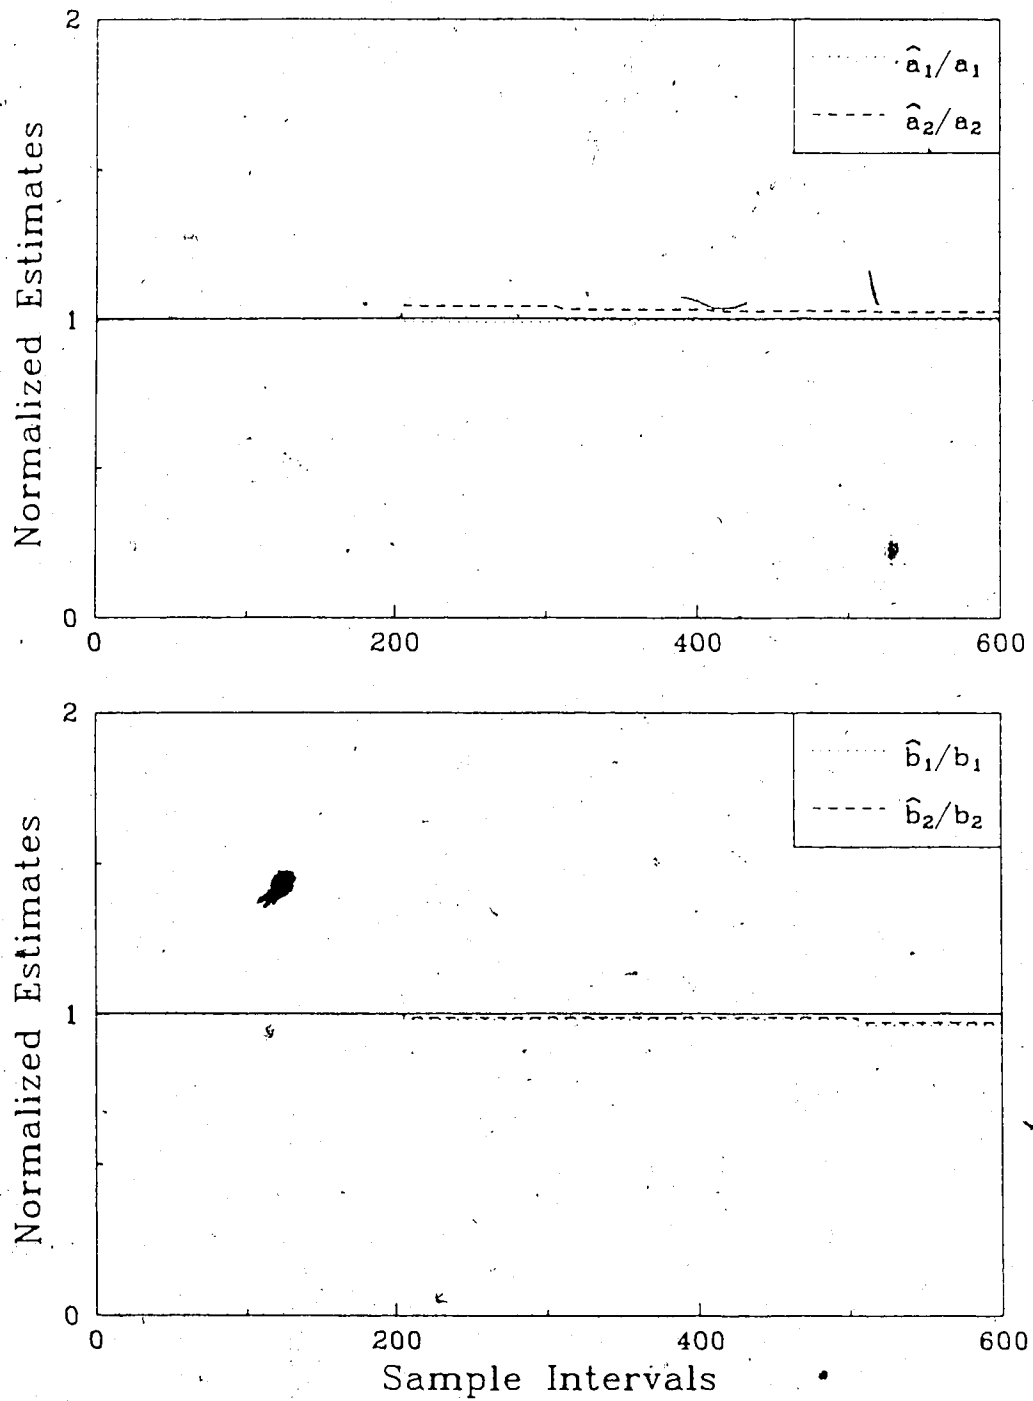 2
â₁/a₁
â₂/a₂
Normalized Estimates
1
0
0 200 400 600
2
b̂₁/b₁
b̂₂/b₂
Normalized Estimates
1
0
0 200 400 600
Sample Intervals